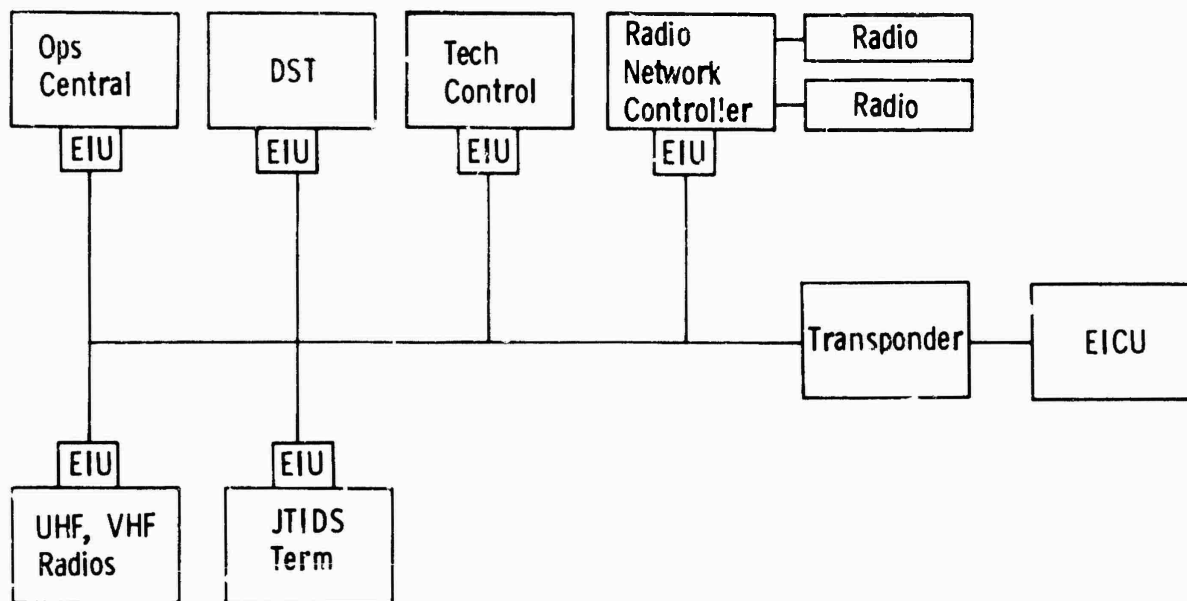 Ops
Central
DST
Tech
Control
Radio
Network
Controller
Radio
Radio
EIU
EIU
EIU
EIU
Transponder
EICU
EIU
EIU
UHF, VHF
Radios
JTIDS
Term